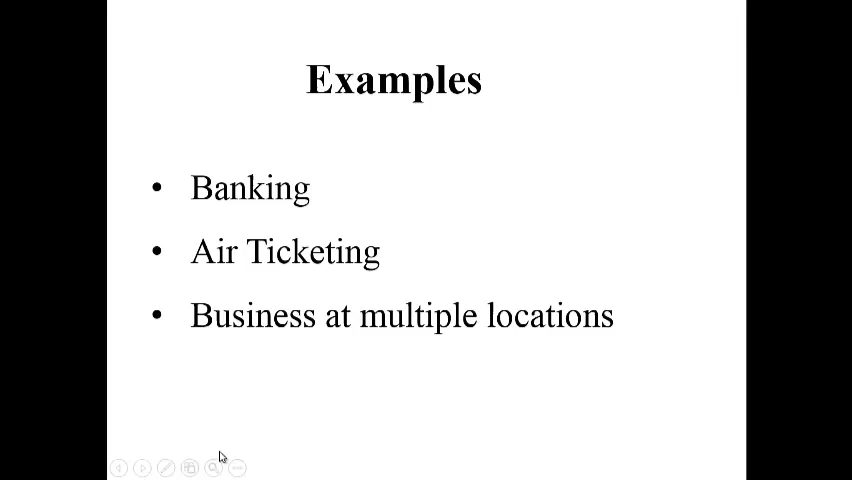 Examples
• Banking
• Air Ticketing
• Business at multiple locations